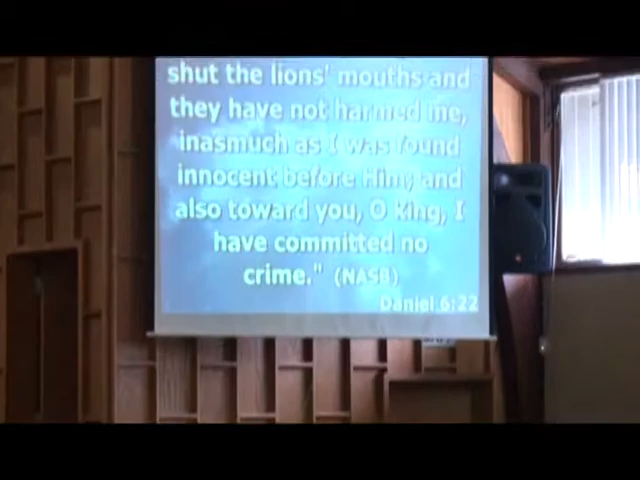 shut the lions' mouths and
they have not harmed me,
inasmuch as I was found
innocent before Him; and
also toward you, O king, I
have committed no
crime." (NASB)
Daniel 6:22